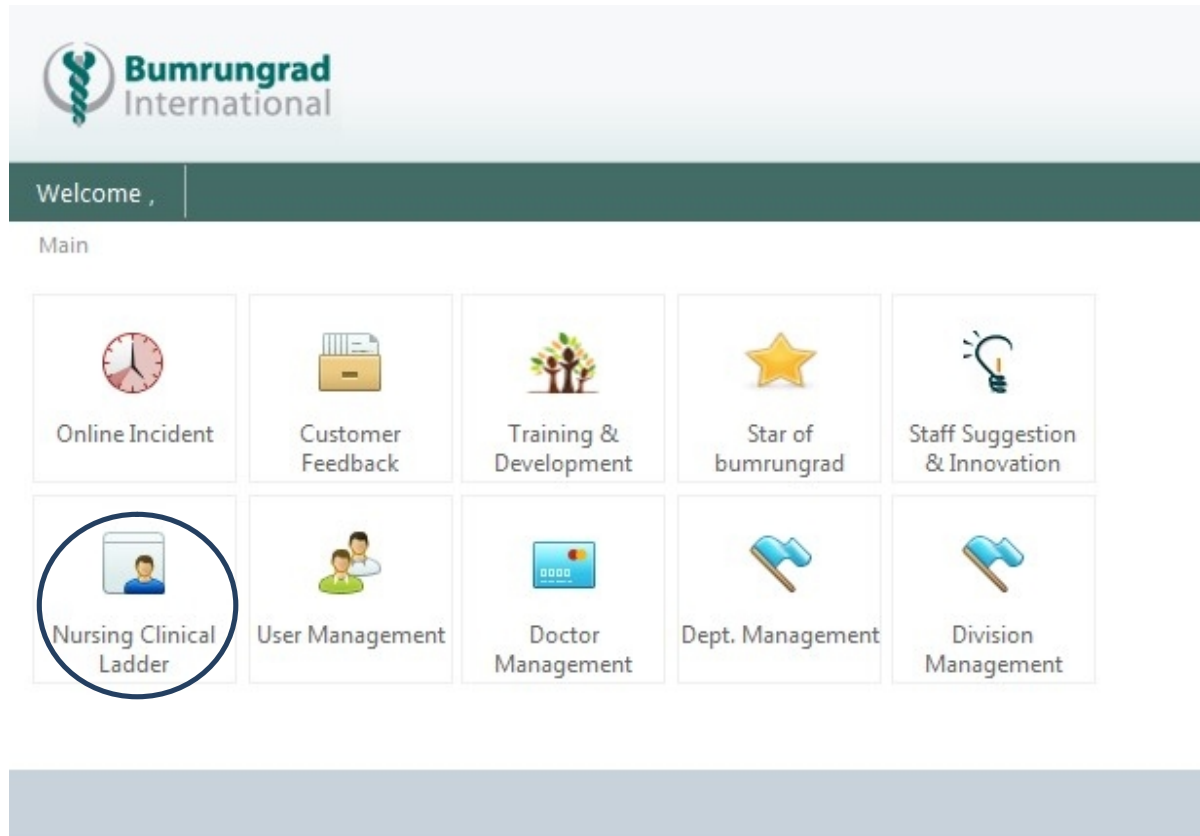 Bumrungrad
International
Welcome ,
Main
Online Incident
Customer
Feedback
Training &
Development
Star of
bumrungrad
Staff Suggestion
& Innovation
Nursing Clinical
Ladder
User Management
Doctor
Management
Dept. Management
Division
Management